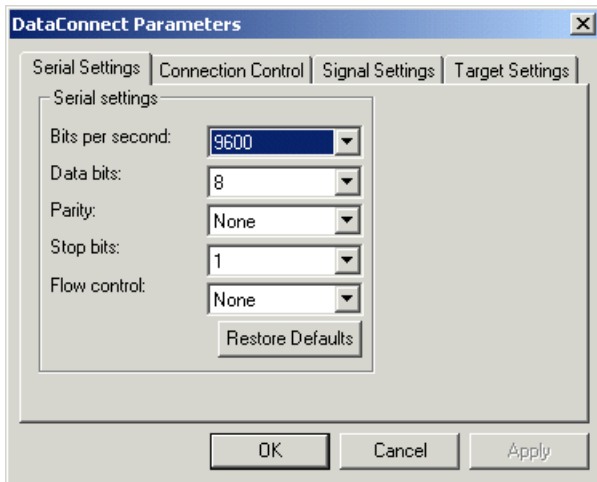 DataConnect Parameters
Serial Settings Connection Control Signal Settings Target Settings
Serial settings
Bits per second: 9600
Data bits: 8
Parity: None
Stop bits: 1
Flow control: None
Restore Defaults
OK Cancel Apply